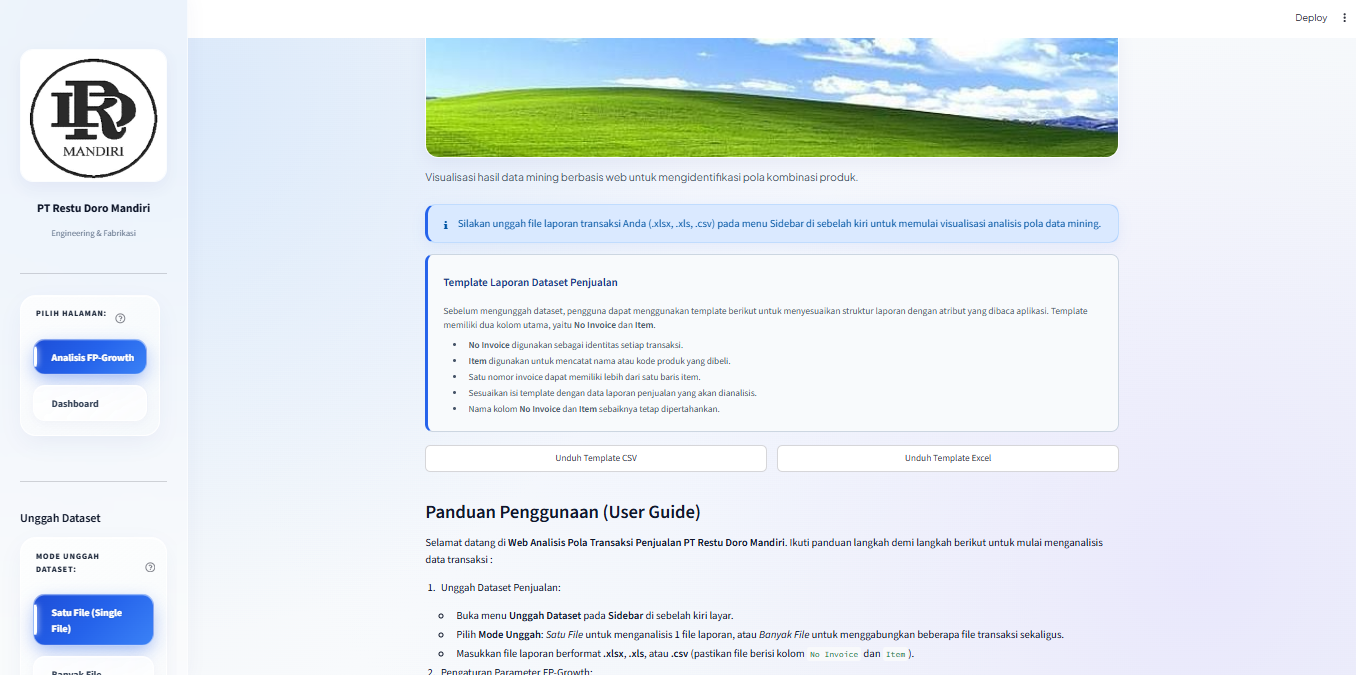 Deploy
MANDIRI
PT Restu Doro Mandiri
Engineering & Fabrikasi
PILIH HALAMAN:
Analisis FP-Growth
Dashboard
Unggah Dataset
MODE UNGGAH
DATASET:
Satu File (Single
File)
Banyak File
Visualisasi hasil data mining berbasis web untuk mengidentifikasi pola kombinasi produk.
Silakan unggah file laporan transaksi Anda (.xlsx, .xls, .csv) pada menu Sidebar di sebelah kiri untuk memulai visualisasi analisis pola data mining.
Template Laporan Dataset Penjualan
Sebelum mengunggah dataset, pengguna dapat menggunakan template berikut untuk menyesuaikan struktur laporan dengan atribut yang dibaca aplikasi. Template
memiliki dua kolom utama, yaitu No Invoice dan Item.
• No Invoice digunakan sebagai identitas setiap transaksi.
• Item digunakan untuk mencatat nama atau kode produk yang dibeli.
• Satu nomor invoice dapat memiliki lebih dari satu baris item.
• Sesuaikan isi template dengan data laporan penjualan yang akan dianalisis.
• Nama kolom No Invoice dan Item sebaiknya tetap dipertahankan.
Unduh Template CSV
Unduh Template Excel
Panduan Penggunaan (User Guide)
Selamat datang di Web Analisis Pola Transaksi Penjualan PT Restu Doro Mandiri. Ikuti panduan langkah demi langkah berikut untuk mulai menganalisis
data transaksi :
1. Unggah Dataset Penjualan:
Buka menu Unggah Dataset pada Sidebar di sebelah kiri layar.
Pilih Mode Unggah: Satu File untuk menganalisis 1 file laporan, atau Banyak File untuk menggabungkan beberapa file transaksi sekaligus.
Masukkan file laporan berformat .xlsx, .xls, atau .csv (pastikan file berisi kolom No Invoice dan Item ).
2. Pengaturan Parameter FP-Growth: